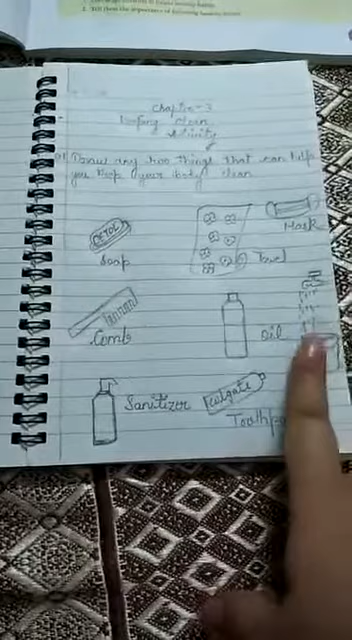 Chapter-3
Keeping clean
Activity
Q1 Draw any two things that can help
you keep your body clean
DETOL
Soap
Towel
Mask
Comb
Oil
Sanitizer
Colgate